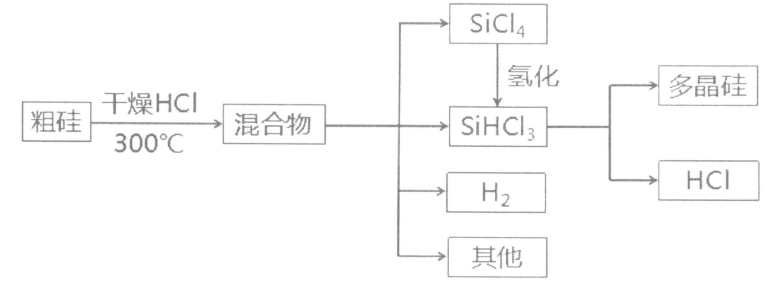 粗硅
干燥HCl
300℃
混合物
SiCl₄
氢化
SiHCl₃
H₂
其他
多晶硅
HCl